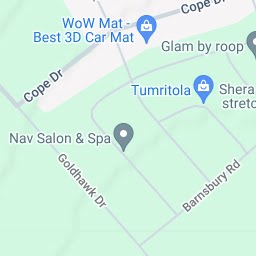 Cope Dr
WoW Mat -
Best 3D Car Mat
Glam by roop
Cope Dr
Tumritola
Shera
stretc
Nav Salon & Spa
Goldhawk Dr
Barnsbury Rd